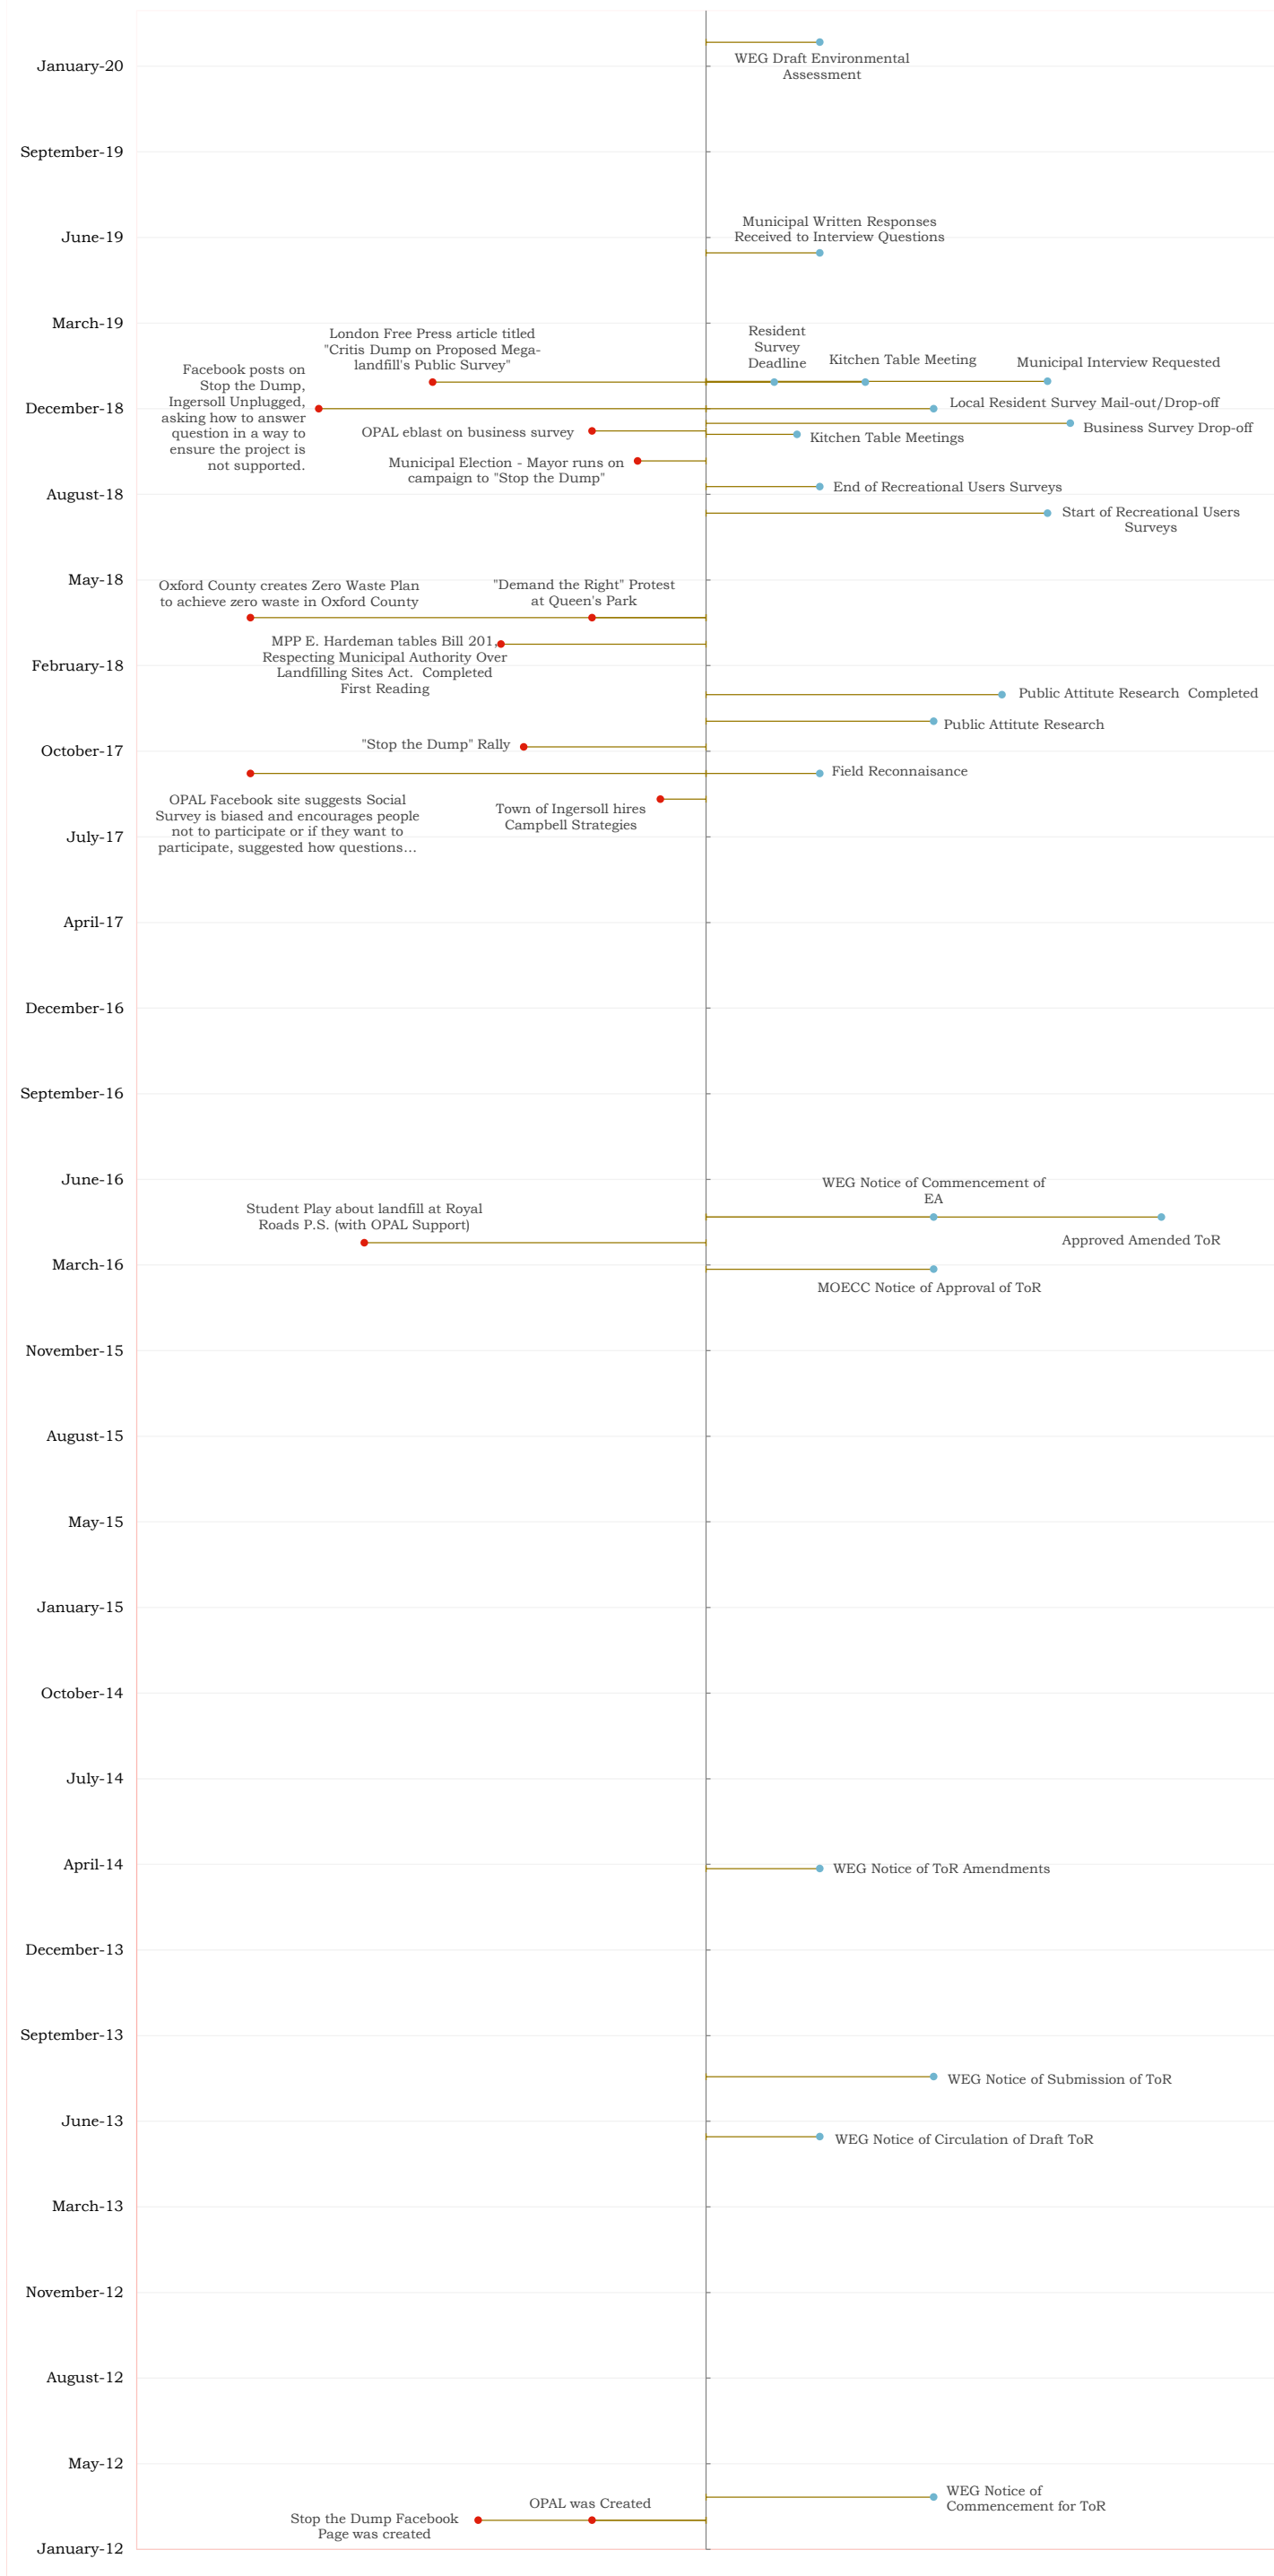 WEG Draft Environmental
Assessment
January-20
September-19
Municipal Written Responses
Received to Interview Questions
June-19
March-19
London Free Press article titled
"Critis Dump on Proposed Mega-
landfill's Public Survey"
Resident
Survey
Deadline
Kitchen Table Meeting
Municipal Interview Requested
Facebook posts on
Stop the Dump,
Ingersoll Unplugged,
asking how to answer
question in a way to
ensure the project is
not supported.
December-18
Local Resident Survey Mail-out/Drop-off
Business Survey Drop-off
OPAL eblast on business survey
Kitchen Table Meetings
Municipal Election - Mayor runs on
campaign to "Stop the Dump"
August-18
End of Recreational Users Surveys
Start of Recreational Users
Surveys
May-18
Oxford County creates Zero Waste Plan
to achieve zero waste in Oxford County
"Demand the Right" Protest
at Queen's Park
MPP E. Hardeman tables Bill 201,
Respecting Municipal Authority Over
Landfilling Sites Act.  Completed
First Reading
February-18
Public Attitute Research  Completed
Public Attitute Research
"Stop the Dump" Rally
October-17
Field Reconnaisance
OPAL Facebook site suggests Social
Survey is biased and encourages people
not to participate or if they want to
participate, suggested how questions...
Town of Ingersoll hires
Campbell Strategies
July-17
April-17
December-16
September-16
June-16
WEG Notice of Commencement of
EA
Student Play about landfill at Royal
Roads P.S. (with OPAL Support)
Approved Amended ToR
March-16
MOECC Notice of Approval of ToR
November-15
August-15
May-15
January-15
October-14
July-14
April-14
WEG Notice of ToR Amendments
December-13
September-13
WEG Notice of Submission of ToR
June-13
WEG Notice of Circulation of Draft ToR
March-13
November-12
August-12
May-12
WEG Notice of
Commencement for ToR
OPAL was Created
Stop the Dump Facebook
Page was created
January-12